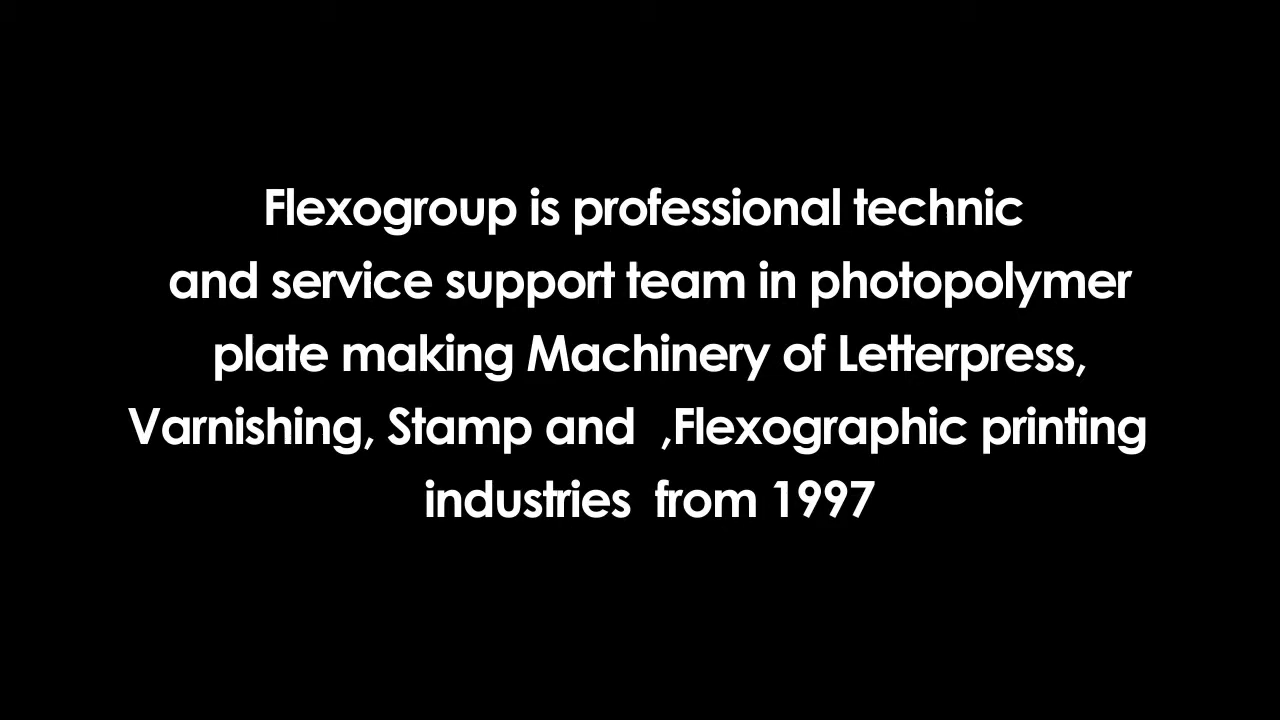 Flexogroup is professional technic
and service support team in photopolymer
plate making Machinery of Letterpress,
Varnishing, Stamp and  ,Flexographic printing
industries  from 1997